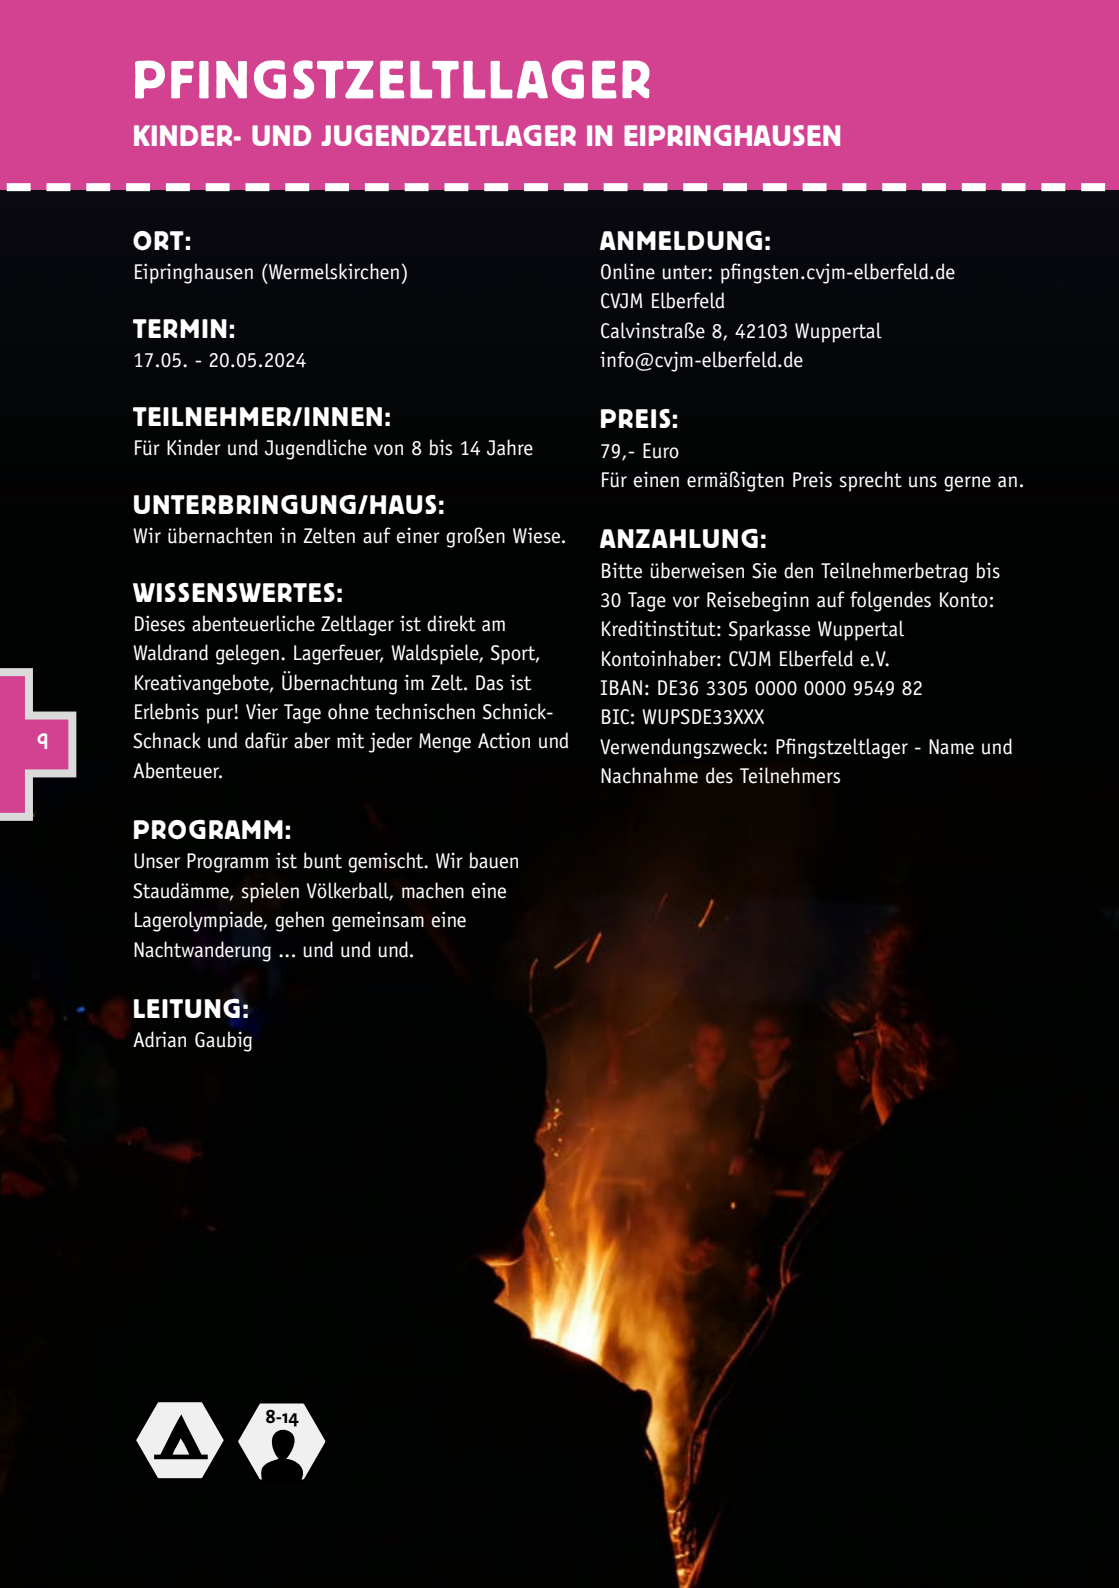 PFINGSTZELTLLAGER
KINDER- UND JUGENDZELTLAGER IN EIPRINGHAUSEN
ORT:
Eipringhausen (Wermelskirchen)
TERMIN:
17.05. - 20.05.2024
TEILNEHMER/INNEN:
Für Kinder und Jugendliche von 8 bis 14 Jahre
UNTERBRINGUNG/HAUS:
Wir übernachten in Zelten auf einer großen Wiese.
WISSENSWERTES:
Dieses abenteuerliche Zeltlager ist direkt am
Waldrand gelegen. Lagerfeuer, Waldspiele, Sport,
Kreativangebote, Übernachtung im Zelt. Das ist
Erlebnis pur! Vier Tage ohne technischen Schnick-
Schnack und dafür aber mit jeder Menge Action und
Abenteuer.
PROGRAMM:
Unser Programm ist bunt gemischt. Wir bauen
Staudämme, spielen Völkerball, machen eine
Lagerolympiade, gehen gemeinsam eine
Nachtwanderung ... und und und.
LEITUNG:
Adrian Gaubig
ANMELDUNG:
Online unter: pfingsten.cvjm-elberfeld.de
CVJM Elberfeld
Calvinstraße 8, 42103 Wuppertal
info@cvjm-elberfeld.de
PREIS:
79,- Euro
Für einen ermäßigten Preis sprecht uns gerne an.
ANZAHLUNG:
Bitte überweisen Sie den Teilnehmerbetrag bis
30 Tage vor Reisebeginn auf folgendes Konto:
Kreditinstitut: Sparkasse Wuppertal
Kontoinhaber: CVJM Elberfeld e.V.
IBAN: DE36 3305 0000 0000 9549 82
BIC: WUPSDE33XXX
Verwendungszweck: Pfingstzeltlager - Name und
Nachnahme des Teilnehmers
9
8-14